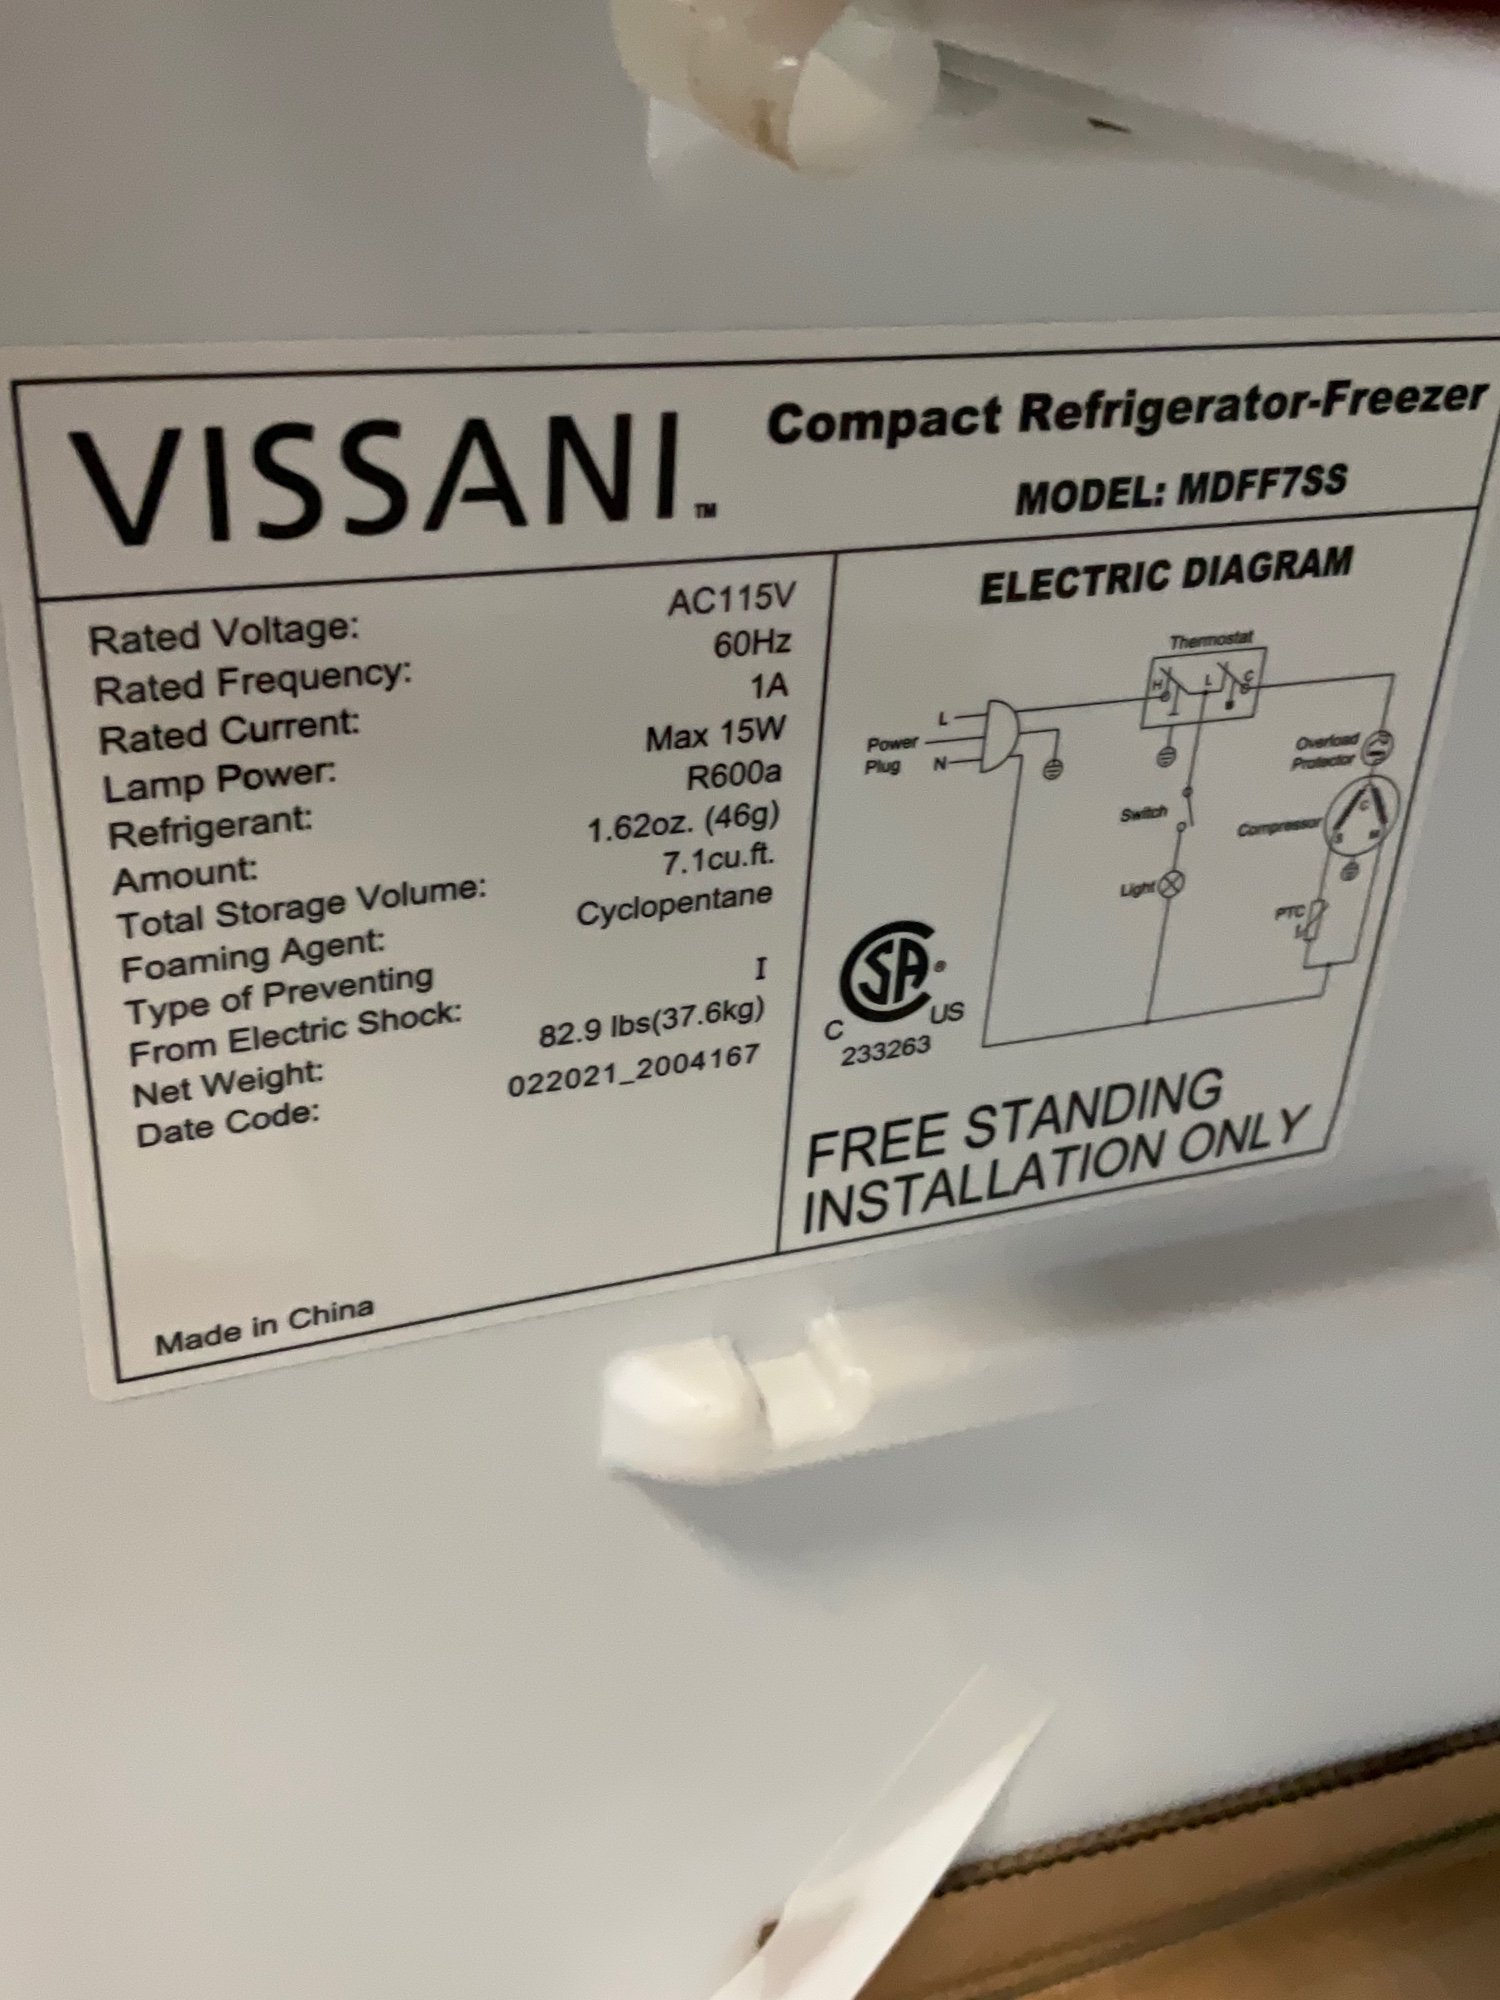 VISSANI™
Compact Refrigerator-Freezer
MODEL: MDFF7SS
Rated Voltage: AC115V
Rated Frequency: 60Hz
Rated Current: 1A
Lamp Power: Max 15W
Refrigerant: R600a
Amount: 1.62oz. (46g)
Total Storage Volume: 7.1cu.ft.
Foaming Agent: Cyclopentane
Type of Preventing
From Electric Shock: I
Net Weight: 82.9 lbs(37.6kg)
Date Code: 022021_2004167
Made in China
ELECTRIC DIAGRAM
Thermostat
H L C
L
Power
Plug N
Overload
Protector
Switch
Compressor
C
S M
Light
PTC
SA®
C US
233263
FREE STANDING
INSTALLATION ONLY